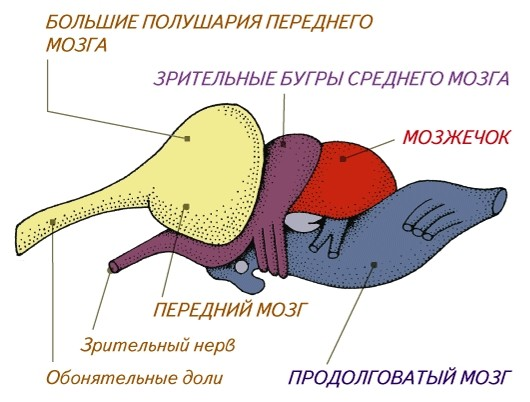 БОЛЬШИЕ ПОЛУШАРИЯ ПЕРЕДНЕГО
МОЗГА
ЗРИТЕЛЬНЫЕ БУГРЫ СРЕДНЕГО МОЗГА
МОЗЖЕЧОК
ПЕРЕДНИЙ МОЗГ
Зрительный нерв
Обонятельные доли
ПРОДОЛГОВАТЫЙ МОЗГ